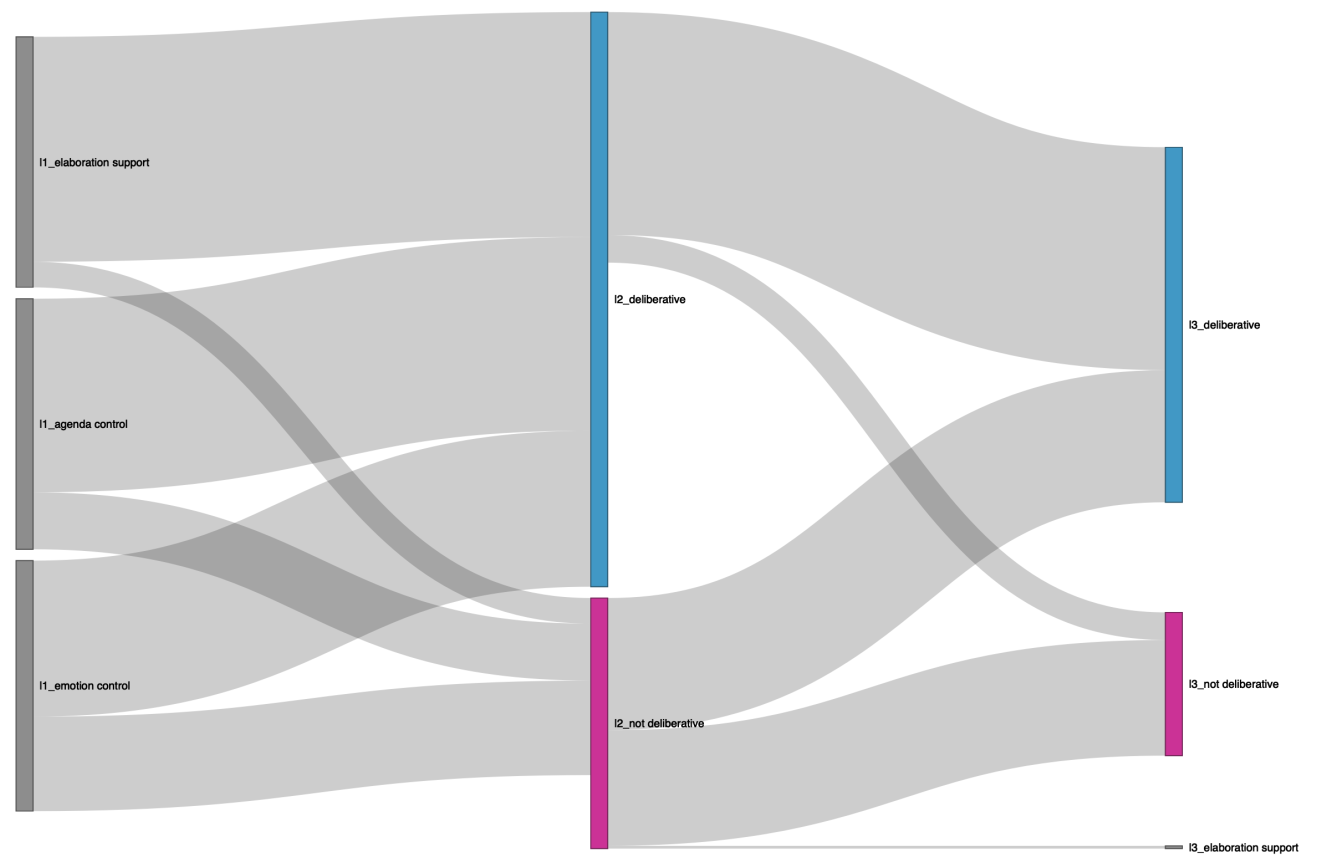 l1_elaboration support
l1_agenda control
l1_emotion control
l2_deliberative
l2_not deliberative
l3_deliberative
l3_not deliberative
l3_elaboration support